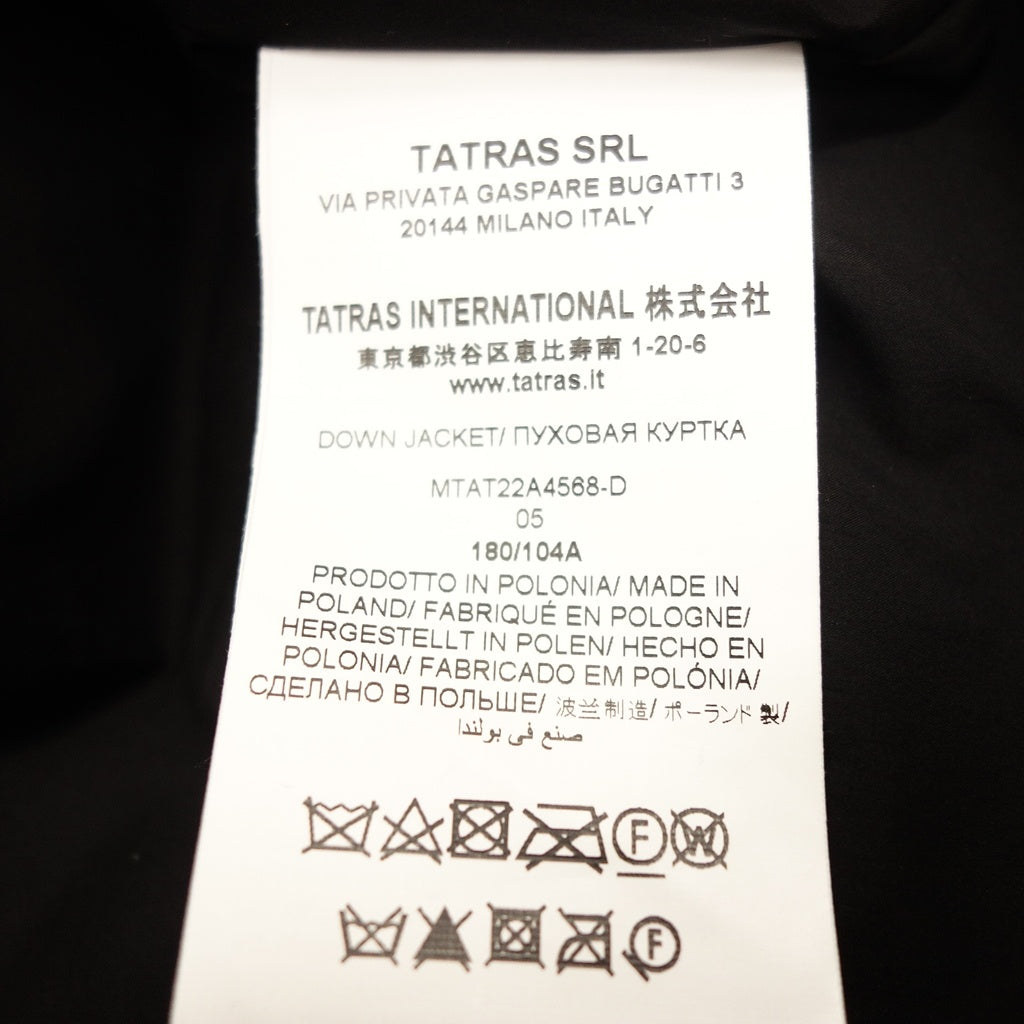 TATRAS SRL
VIA PRIVATA GASPARE BUGATTI 3
20144 MILANO ITALY
TATRAS INTERNATIONAL 株式会社
東京都渋谷区恵比寿南 1-20-6
www.tatras.it
DOWN JACKET/ ПУХОВАЯ КУРТКА
MTAT22A4568-D
05
180/104A
PRODOTTO IN POLONIA/ MADE IN
POLAND/ FABRIQUÉ EN POLOGNE/
HERGESTELLT IN POLEN/ HECHO EN
POLONIA/ FABRICADO EM POLÓNIA/
СДЕЛАНО В ПОЛЬШЕ/ 波兰制造/ ポーランド 製/
صنع في بولندا
F W
F